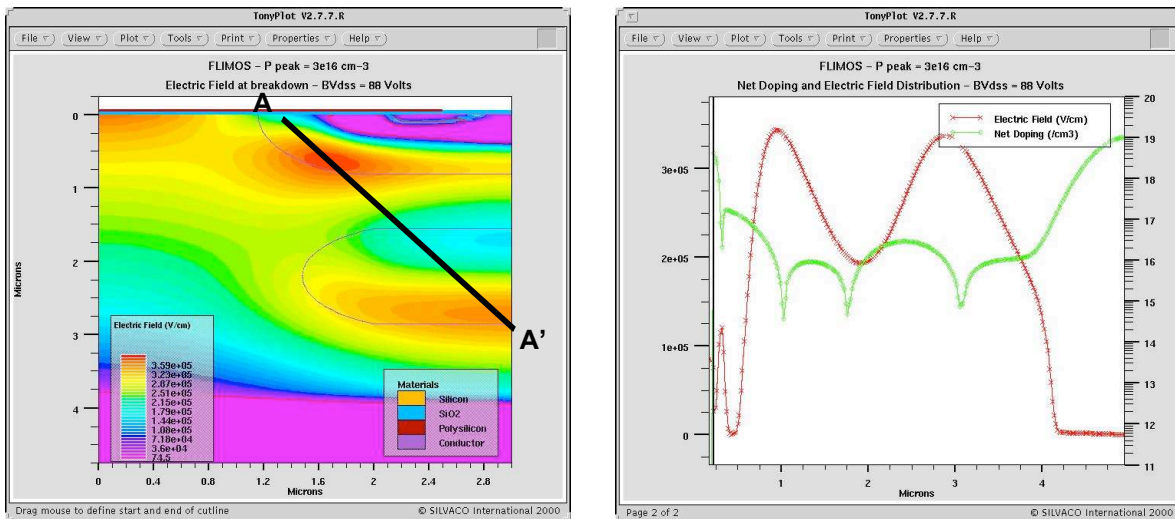 TonyPlot V2.7.7.R
File View Plot Tools Print Properties Help
FLIMOS - P peak = 3e16 cm-3
Electric Field at breakdown - BVdss = 88 Volts
A
A'
0
1
2
3
4
Microns
0 0.4 0.8 1.2 1.6 2 2.4 2.8
Microns
Electric Field (V/cm)
3.59e+05
3.23e+05
2.87e+05
2.51e+05
2.15e+05
1.79e+05
1.44e+05
1.08e+05
7.18e+04
3.6e+04
74.5
Materials
Silicon
SiO2
Polysilicon
Conductor
Drag mouse to define start and end of cutline © SILVACO International 2000
TonyPlot V2.7.7.R
File View Plot Tools Print Properties Help
FLIMOS - P peak = 3e16 cm-3
Net Doping and Electric Field Distribution - BVdss = 88 Volts
Electric Field (V/cm)
Net Doping (/cm3)
3e+05
2e+05
1e+05
0
20
19
18
17
16
15
14
13
12
11
1 2 3 4
Microns
Page 2 of 2 © SILVACO International 2000